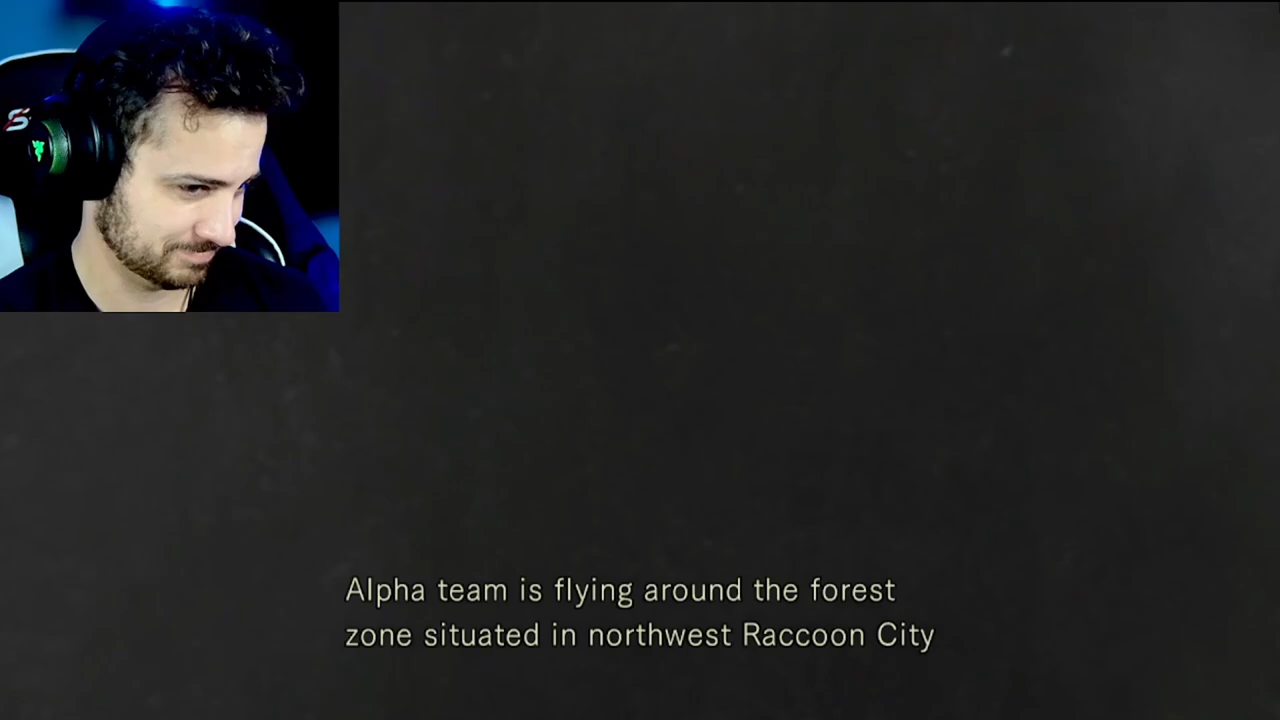 Alpha team is flying around the forest
zone situated in northwest Raccoon City